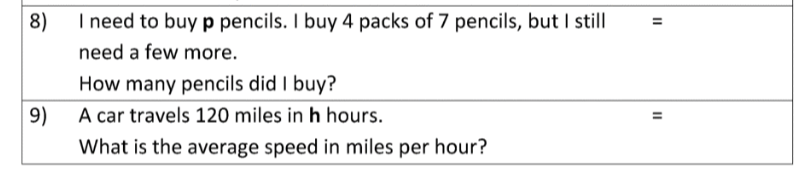 8) I need to buy p pencils. I buy 4 packs of 7 pencils, but I still =
need a few more.
How many pencils did I buy?
9) A car travels 120 miles in h hours. =
What is the average speed in miles per hour?